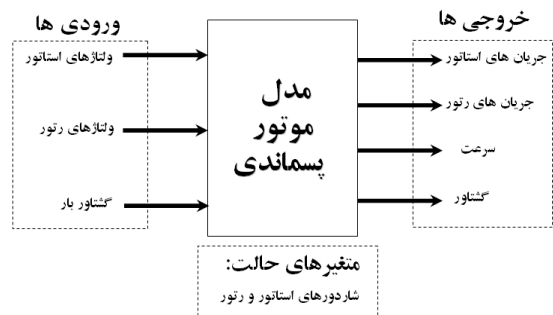 ورودی ها
ولتاژهای استاتور
ولتاژهای رتور
گشتاور بار
مدل
موتور
پسماندی
خروجی ها
جریان های استاتور
جریان های رتور
سرعت
گشتاور
متغیرهای حالت:
شاردورهای استاتور و رتور